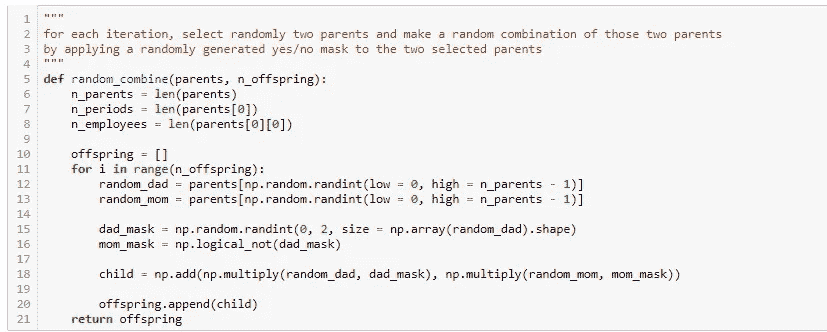 1 """
2 for each iteration, select randomly two parents and make a random combination of those two parents
3 by applying a randomly generated yes/no mask to the two selected parents
4 """
5 def random_combine(parents, n_offspring):
6     n_parents = len(parents)
7     n_periods = len(parents[0])
8     n_employees = len(parents[0][0])
9
10     offspring = []
11     for i in range(n_offspring):
12         random_dad = parents[np.random.randint(low = 0, high = n_parents - 1)]
13         random_mom = parents[np.random.randint(low = 0, high = n_parents - 1)]
14
15         dad_mask = np.random.randint(0, 2, size = np.array(random_dad).shape)
16         mom_mask = np.logical_not(dad_mask)
17
18         child = np.add(np.multiply(random_dad, dad_mask), np.multiply(random_mom, mom_mask))
19
20         offspring.append(child)
21     return offspring